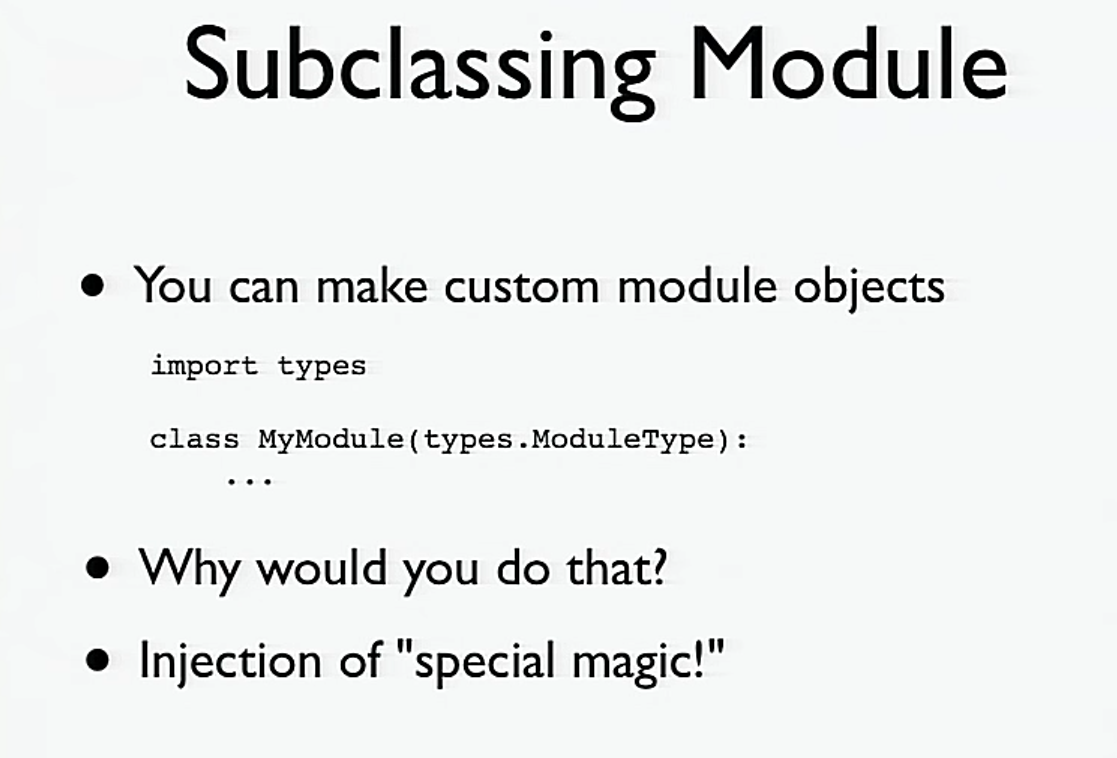 Subclassing Module
• You can make custom module objects
import types
class MyModule(types.ModuleType):
...
• Why would you do that?
• Injection of "special magic!"